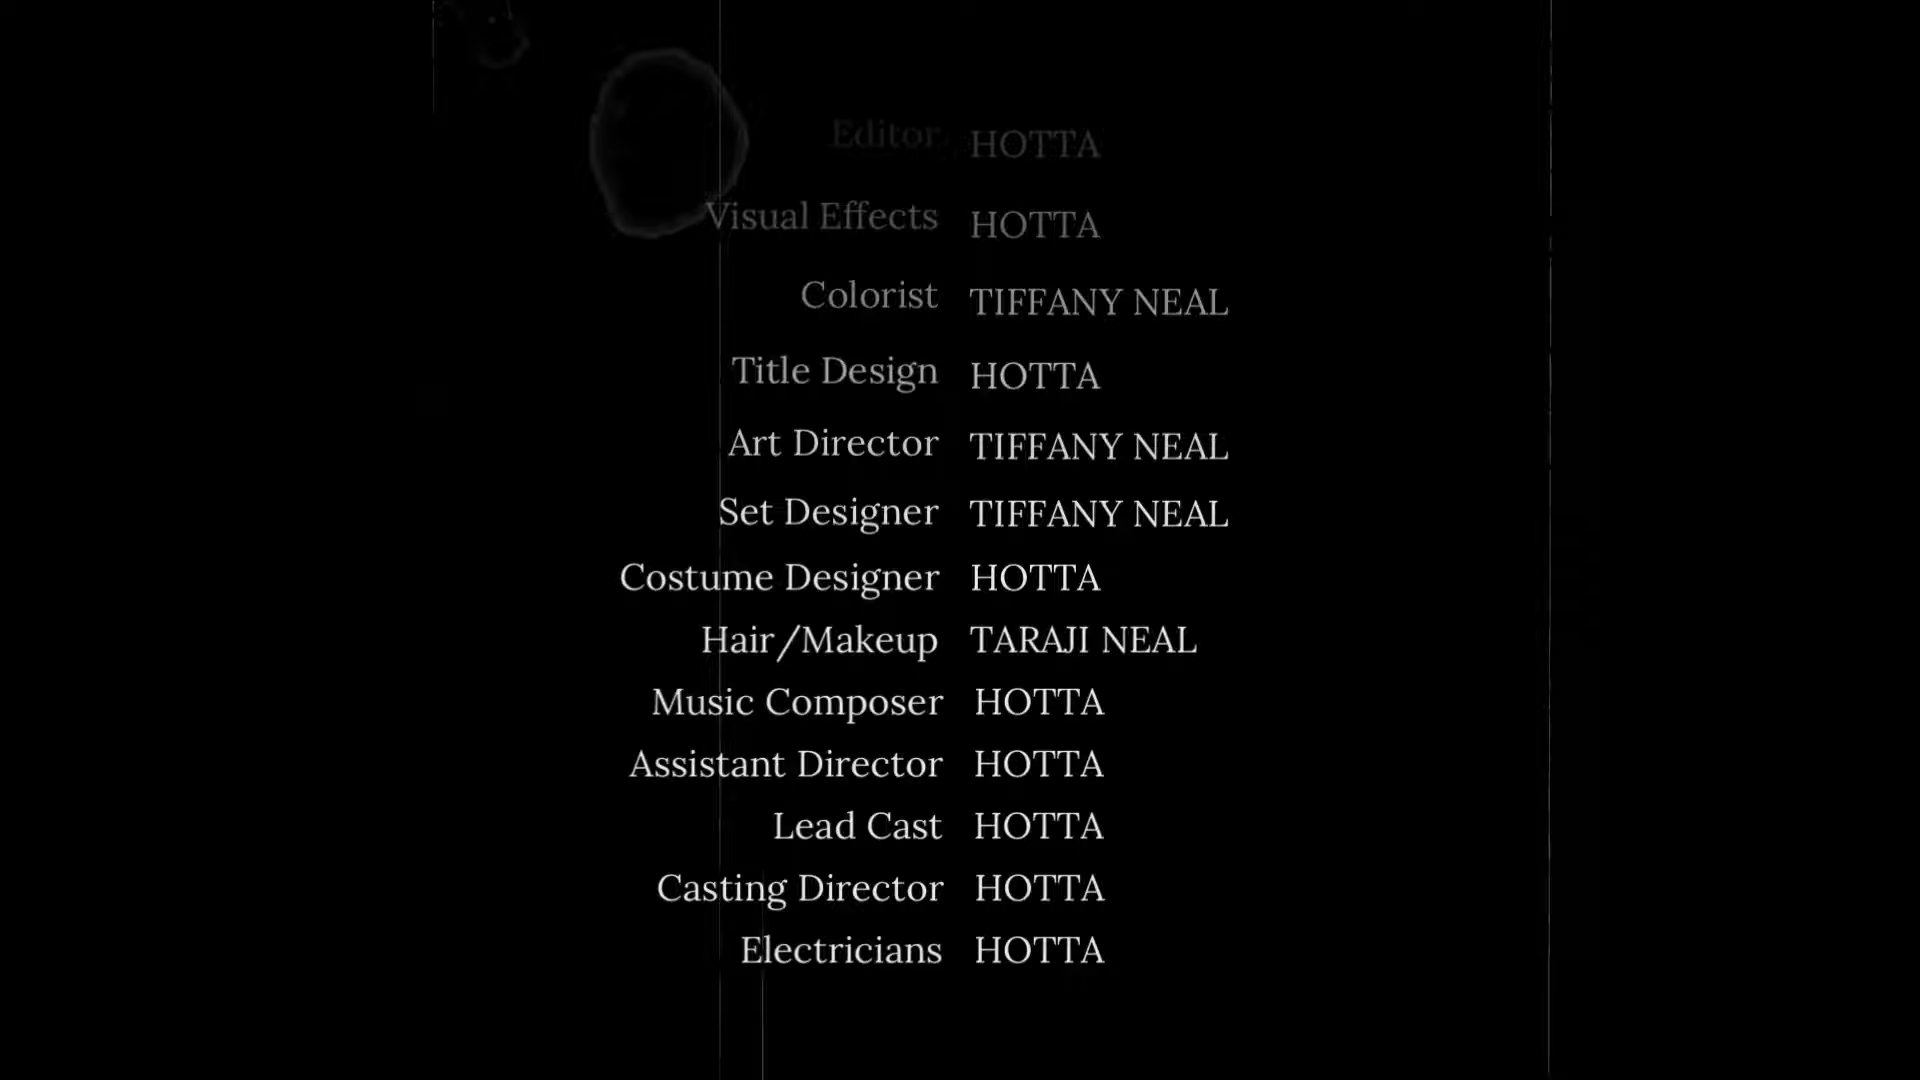 Editor HOTTA
Visual Effects HOTTA
Colorist TIFFANY NEAL
Title Design HOTTA
Art Director TIFFANY NEAL
Set Designer TIFFANY NEAL
Costume Designer HOTTA
Hair/Makeup TARAJI NEAL
Music Composer HOTTA
Assistant Director HOTTA
Lead Cast HOTTA
Casting Director HOTTA
Electricians HOTTA